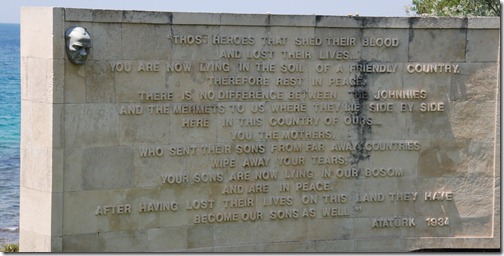 "THOSE HEROES THAT SHED THEIR BLOOD
AND LOST THEIR LIVES...
YOU ARE NOW LYING IN THE SOIL OF A FRIENDLY COUNTRY.
THEREFORE REST IN PEACE.
THERE IS NO DIFFERENCE BETWEEN THE JOHNNIES
AND THE MEHMETS TO US WHERE THEY LIE SIDE BY SIDE
HERE IN THIS COUNTRY OF OURS...
YOU THE MOTHERS...
WHO SENT THEIR SONS FROM FAR AWAY COUNTRIES
WIPE AWAY YOUR TEARS;
YOUR SONS ARE NOW LYING IN OUR BOSOM
AND ARE IN PEACE.
AFTER HAVING LOST THEIR LIVES ON THIS LAND THEY HAVE
BECOME OUR SONS AS WELL"
ATATÜRK 1934